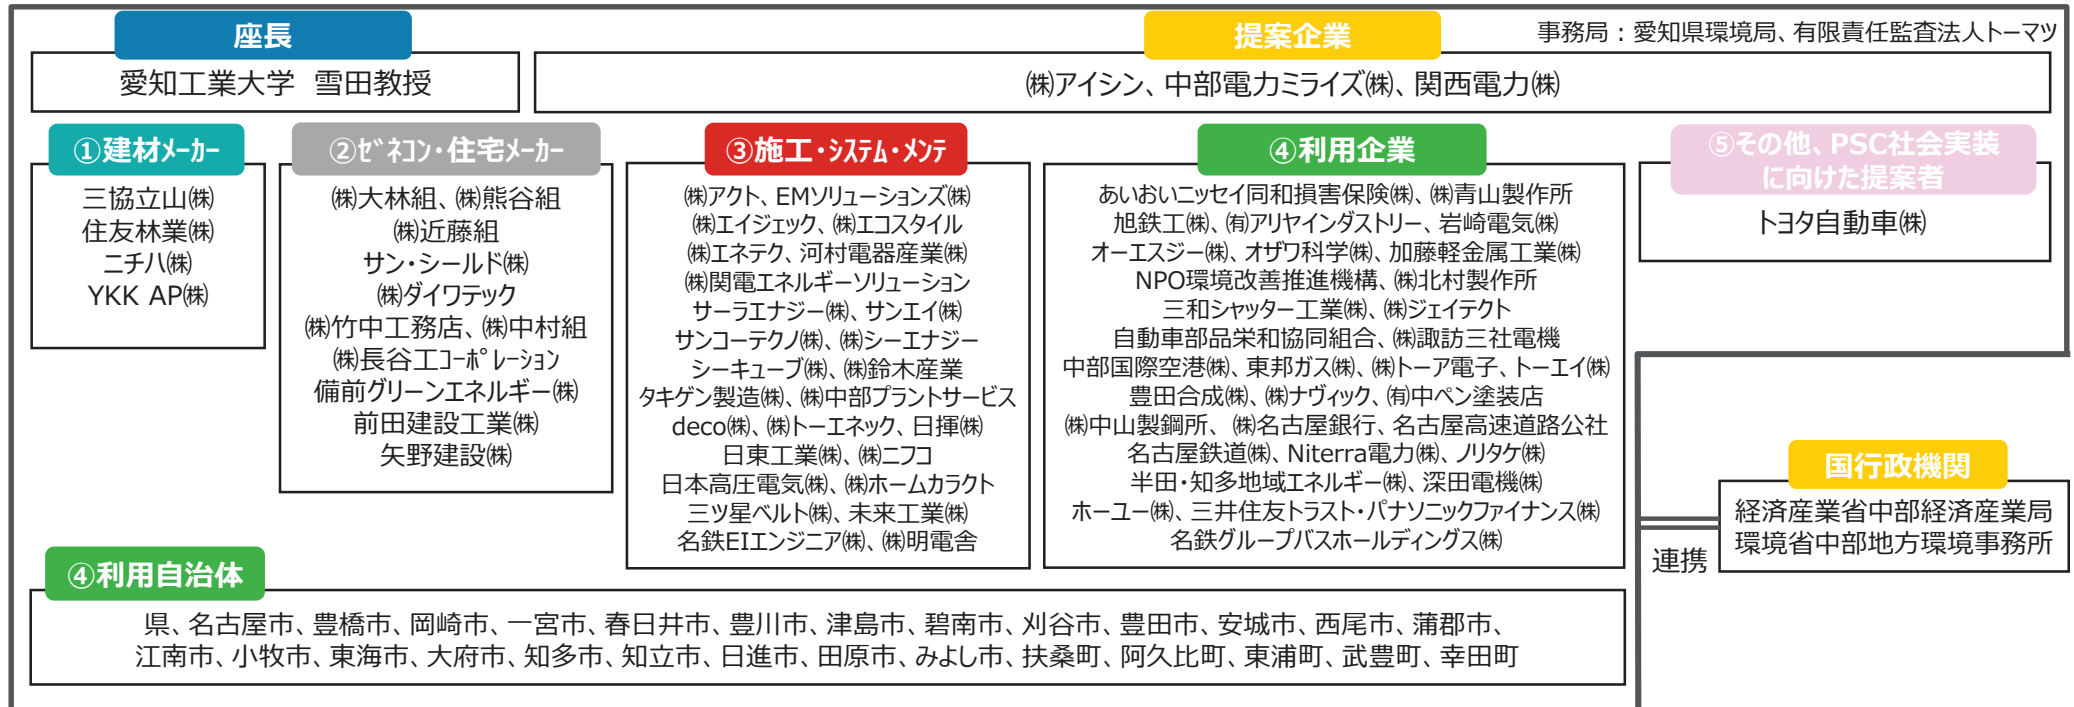 座長
愛知工業大学　雪田教授
提案企業
事務局：愛知県環境局、有限責任監査法人トーマツ
㈱アイシン、中部電力ミライズ㈱、関西電力㈱
①建材ﾒｰｶｰ
三協立山㈱
住友林業㈱
ニチハ㈱
YKK AP㈱
②ｾﾞﾈｺﾝ・住宅ﾒｰｶｰ
㈱大林組、㈱熊谷組
㈱近藤組
サン・シールド㈱
㈱ダイワテック
㈱竹中工務店、㈱中村組
㈱長谷工ｺｰﾎﾟﾚｰｼｮﾝ
備前グリーンエネルギー㈱
前田建設工業㈱
矢野建設㈱
③施工・ｼｽﾃﾑ・ﾒﾝﾃ
㈱アクト、EMソリューションズ㈱
㈱エイジェック、㈱エコスタイル
㈱エネテク、河村電器産業㈱
㈱関電エネルギーソリューション
サーラエナジー㈱、サンエイ㈱
サンコーテクノ㈱、㈱シーエナジー
シーキューブ㈱、㈱鈴木産業
タキゲン製造㈱、㈱中部プラントサービス
deco㈱、㈱トーエネック、日揮㈱
日東工業㈱、㈱ニフコ
日本高圧電気㈱、㈱ホームカラクト
三ツ星ベルト㈱、未来工業㈱
名鉄EIエンジニア㈱、㈱明電舎
④利用企業
あいおいニッセイ同和損害保険㈱、㈱青山製作所
旭鉄工㈱、㈲アリヤインダストリー、岩崎電気㈱
オーエスジー㈱、オザワ科学㈱、加藤軽金属工業㈱
NPO環境改善推進機構、㈱北村製作所
三和シャッター工業㈱、㈱ジェイテクト
自動車部品栄和協同組合、㈱諏訪三社電機
中部国際空港㈱、東邦ガス㈱、㈱トーア電子、トーエイ㈱
豊田合成㈱、㈱ナヴィック、㈲中ペン塗装店
㈱中山製鋼所、㈱名古屋銀行、名古屋高速道路公社
名古屋鉄道㈱、Niterra電力㈱、ノリタケ㈱
半田・知多地域エネルギー㈱、深田電機㈱
ホーユー㈱、三井住友トラスト・パナソニックファイナンス㈱
名鉄グループバスホールディングス㈱
⑤その他、PSC社会実装
に向けた提案者
トヨタ自動車㈱
④利用自治体
県、名古屋市、豊橋市、岡崎市、一宮市、春日井市、豊川市、津島市、碧南市、刈谷市、豊田市、安城市、西尾市、蒲郡市、
江南市、小牧市、東海市、大府市、知多市、知立市、日進市、田原市、みよし市、扶桑町、阿久比町、東浦町、武豊町、幸田町
連携
国行政機関
経済産業省中部経済産業局
環境省中部地方環境事務所